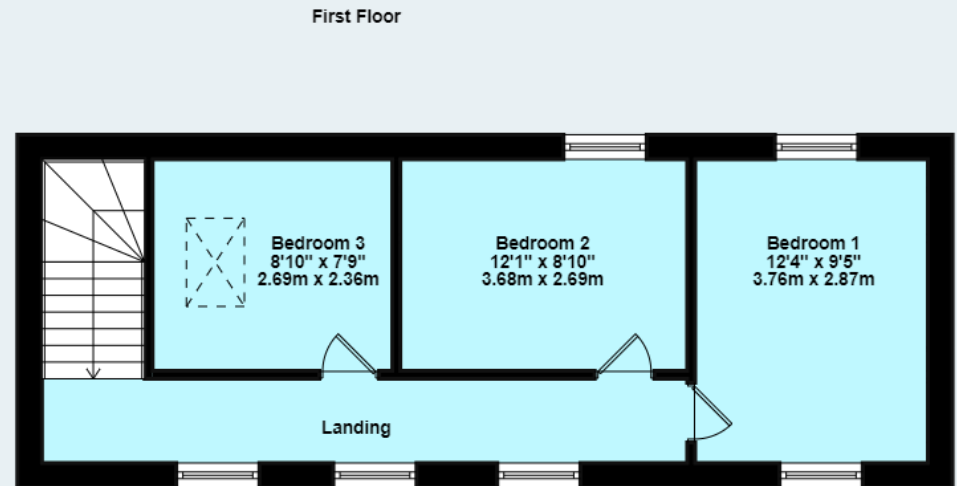 First Floor
Bedroom 3
8'10" x 7'9"
2.69m x 2.36m
Bedroom 2
12'1" x 8'10"
3.68m x 2.69m
Bedroom 1
12'4" x 9'5"
3.76m x 2.87m
Landing